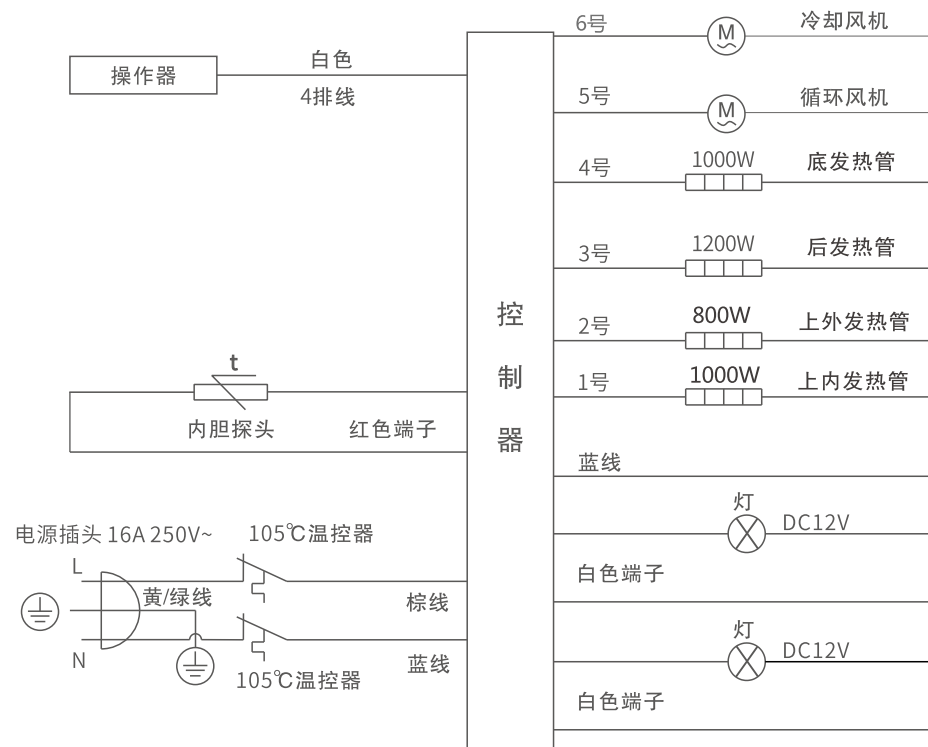 操作器
白色
4排线
t
内胆探头
红色端子
电源插头 16A 250V~
105℃温控器
L
黄/绿线
棕线
N
105℃温控器
蓝线
控
制
器
6号
M
冷却风机
5号
M
循环风机
4号
1000W
底发热管
3号
1200W
后发热管
2号
800W
上外发热管
1号
1000W
上内发热管
蓝线
灯
DC12V
白色端子
灯
DC12V
白色端子